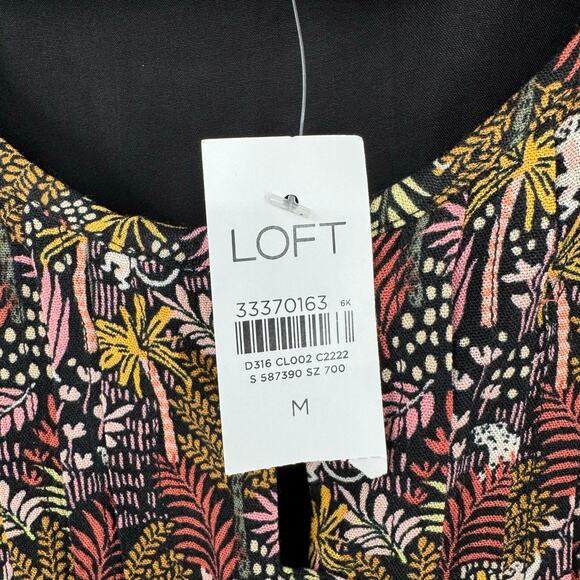 LOFT
33370163 6K
D316 CL002 C2222
S 587390 SZ 700
M